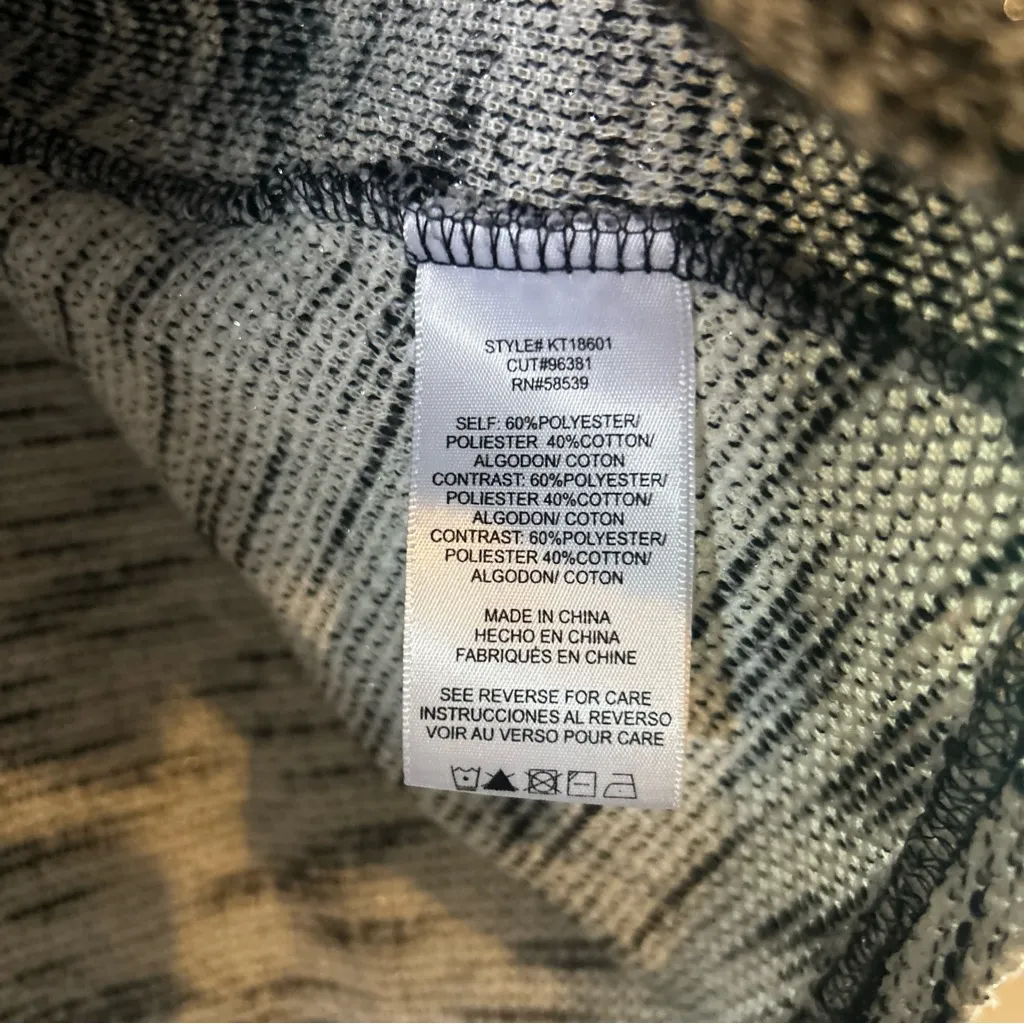 STYLE# KT18601
CUT#96381
RN#58539
SELF: 60%POLYESTER/
POLIESTER 40%COTTON/
ALGODON/ COTON
CONTRAST: 60%POLYESTER/
POLIESTER 40%COTTON/
ALGODON/ COTON
CONTRAST: 60%POLYESTER/
POLIESTER 40%COTTON/
ALGODON/ COTON
MADE IN CHINA
HECHO EN CHINA
FABRIQUÉS EN CHINE
SEE REVERSE FOR CARE
INSTRUCCIONES AL REVERSO
VOIR AU VERSO POUR CARE